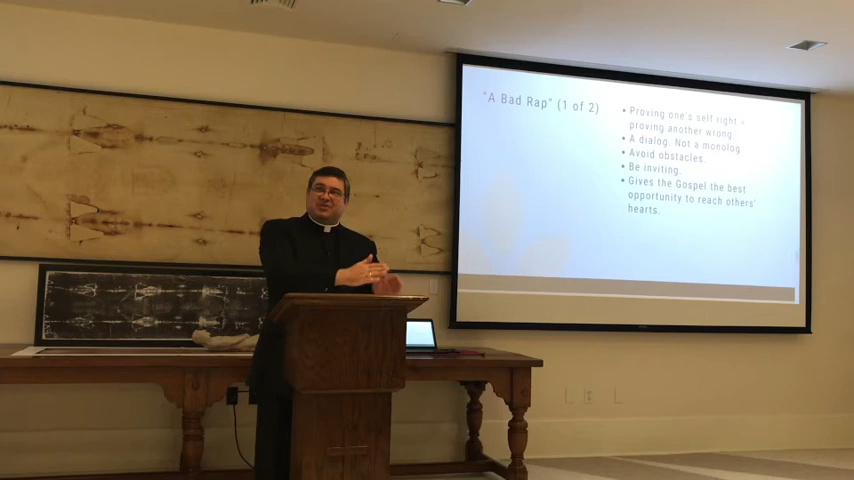 "A Bad Rap" (1 of 2)
• Proving one's self right ≠
proving another wrong.
• A dialog. Not a monolog.
• Avoid obstacles.
• Be inviting.
• Gives the Gospel the best
opportunity to reach others'
hearts.